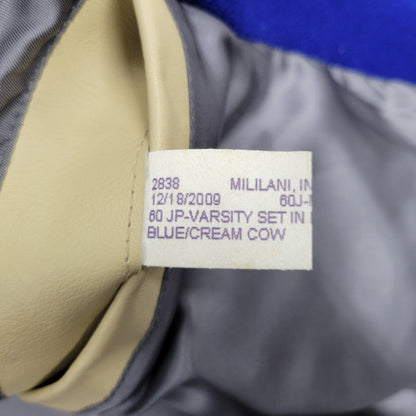 2838 MILILANI, IN
12/18/2009 60J-
60 JP-VARSITY SET IN
BLUE/CREAM COW